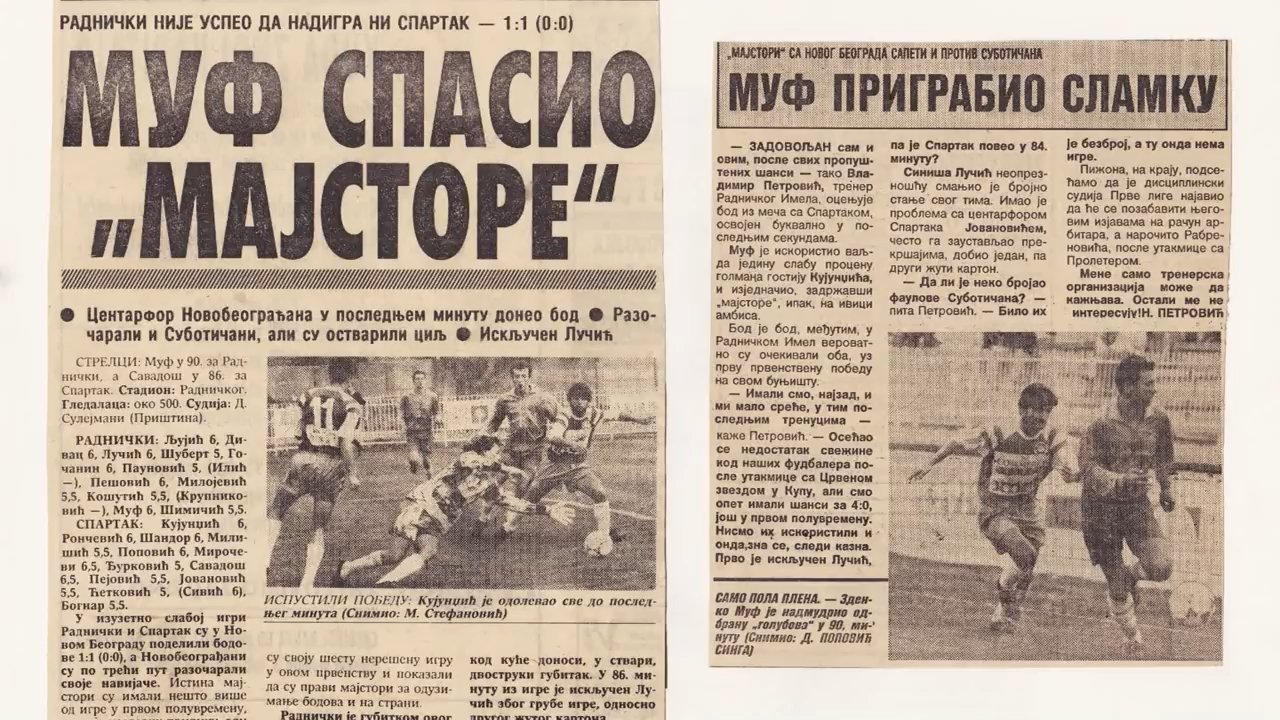 РАДНИЧКИ НИЈЕ УСПЕО ДА НАДИГРА НИ СПАРТАК — 1:1 (0:0)
МУФ СПАСИО
„МАЈСТОРЕ“
● Центарфор Новобеограђана у последњем минуту донео бод ● Разо-
чарали и Суботичани, али су остварили циљ ● Искључен Лучић
СТРЕЛЦИ: Муф у 90. за Рад-
нички, а Савадош у 86. за
Спартак. Стадион: Радничког.
Гледалаца: око 500. Судија: Д.
Сулејмани (Приштина).
РАДНИЧКИ: Љујић 6, Ди-
вац 6, Лучић 6, Шуберт 5, Го-
чанин 6, Пауновић 5, (Илић
—), Пешовић 6, Милојевић
5,5, Кошутић 5,5, (Крупнико-
вић —), Муф 6, Шимичић 5,5.
СПАРТАК: Кујунџић 6,
Рончевић 6, Шандор 6, Мили-
шић 5,5, Поповић 6, Мироче-
ви 6,5, Ђурковић 5, Савадош
6,5, Пејовић 5,5, Јовановић
5,5, Ћетковић 5, (Сивић 6),
Богнар 5,5.
У изузетно слабој игри
Раднички и Спартак су у Но-
вом Београду поделили бодо-
ве 1:1 (0:0), а Новобеограђани
су по трећи пут разочарали
своје навијаче. Истина мај-
стори су имали нешто више
од игре у првом полувремену,
11
ИСПУСТИЛИ ПОБЕДУ: Кујунџић је одолевао све до послед-
њег минута (Снимио: М. Стефановић)
су своју шесту нерешену игру
у овом првенству и показали
да су прави мајстори за одузи-
мање бодова и на страни.
Раднички је губитком овог
код куће доноси, у ствари,
двоструки губитак. У 86. ми-
нуту из игре је искључен Лу-
чић због грубе игре, односно
другог жутог картона.
„МАЈСТОРИ“ СА НОВОГ БЕОГРАДА САПЕТИ И ПРОТИВ СУБОТИЧАНА
МУФ ПРИГРАБИО СЛАМКУ
— ЗАДОВОЉАН сам и
овим, после свих пропуш-
тених шанси — тако Вла-
димир Петровић, тренер
Радничког Имела, оцењује
бод из меча са Спартаком,
освојен буквално у по-
следњим секундама.
Муф је искористио ваљ-
да једину слабу процену
голмана гостију Кујунџића,
и изједначио, задржавши
„мајсторе“, ипак, на ивици
амбиса.
Бод је бод, међутим, у
Радничком Имел вероват-
но су очекивали оба, уз
прву првенствену победу
на свом буњишту.
— Имали смо, најзад, и
ми мало среће, у тим по-
следњим тренуцима —
каже Петровић. — Осећао
се недостатак свежине
код наших фудбалера по-
сле утакмице са Црвеном
звездом у Купу, али смо
опет имали шансе за 4:0,
још у првом полувремену.
Нисмо их искористили и
онда,зна се, следи казна.
Прво је искључен Лучић,
па је Спартак повео у 84.
минуту?
Синиша Лучић неопрез-
ношћу смањио је бројно
стање свог тима. Имао је
проблема са центарфором
Спартака Јовановићем,
често га заустављао пре-
кршајима, добио један, па
други жути картон.
— Да ли је неко бројао
фаулове Суботичана? —
пита Петровић. — Било их
је безброј, а ту онда нема
игре.
Пижона, на крају, подсе-
ћамо да је дисциплински
судија Прве лиге најавио
да ће се позабавити његo-
вим изјавама на рачун ар-
битара, а нарочито Рабре-
новића, после утакмице са
Пролетером.
Мене само тренерска
организација може да
кажњава. Остали ме не
интересују!Н. ПЕТРОВИЋ
САМО ПОЛА ПЛЕНА. — Зден-
ко Муф је надмудрио од-
брану „голубова“ у 90, ми-
нуту (Снимио: Д. ПОПОВИЋ
СИНГА)